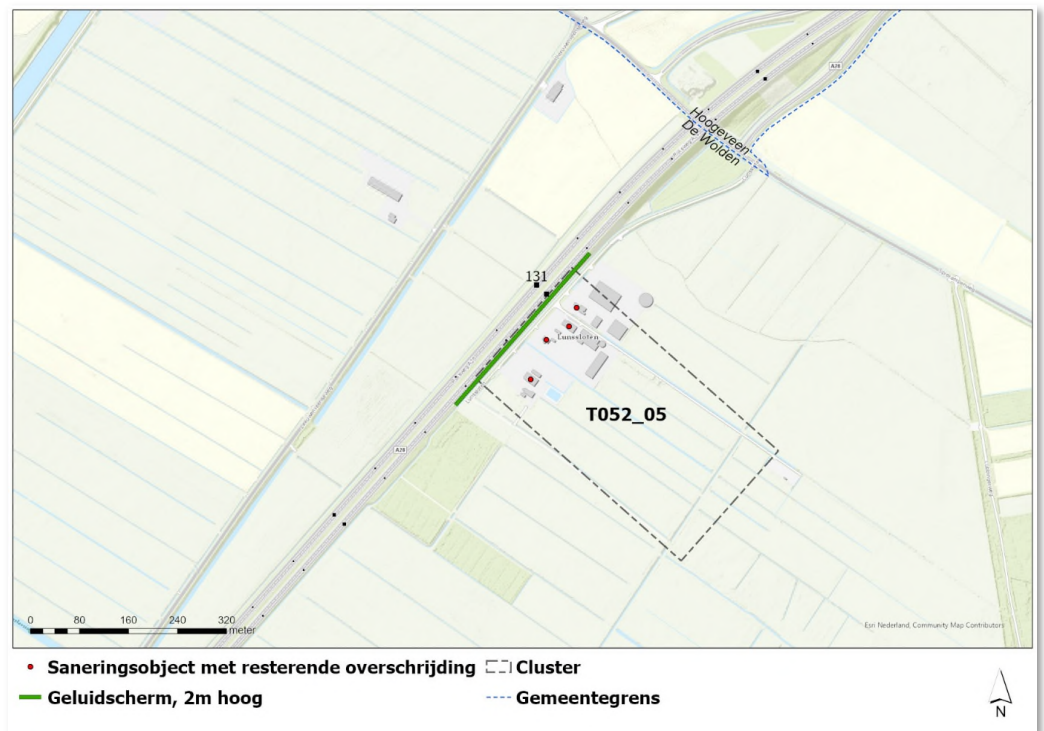 A28
Hoogeveen
De Wolden
131
Lunssloten
T052_05
A28
0 80 160 240 320
meter
Esri Nederland, Community Map Contributors
Saneringsobject met resterende overschrijding
Cluster
Geluidscherm, 2m hoog
Gemeentegrens
N